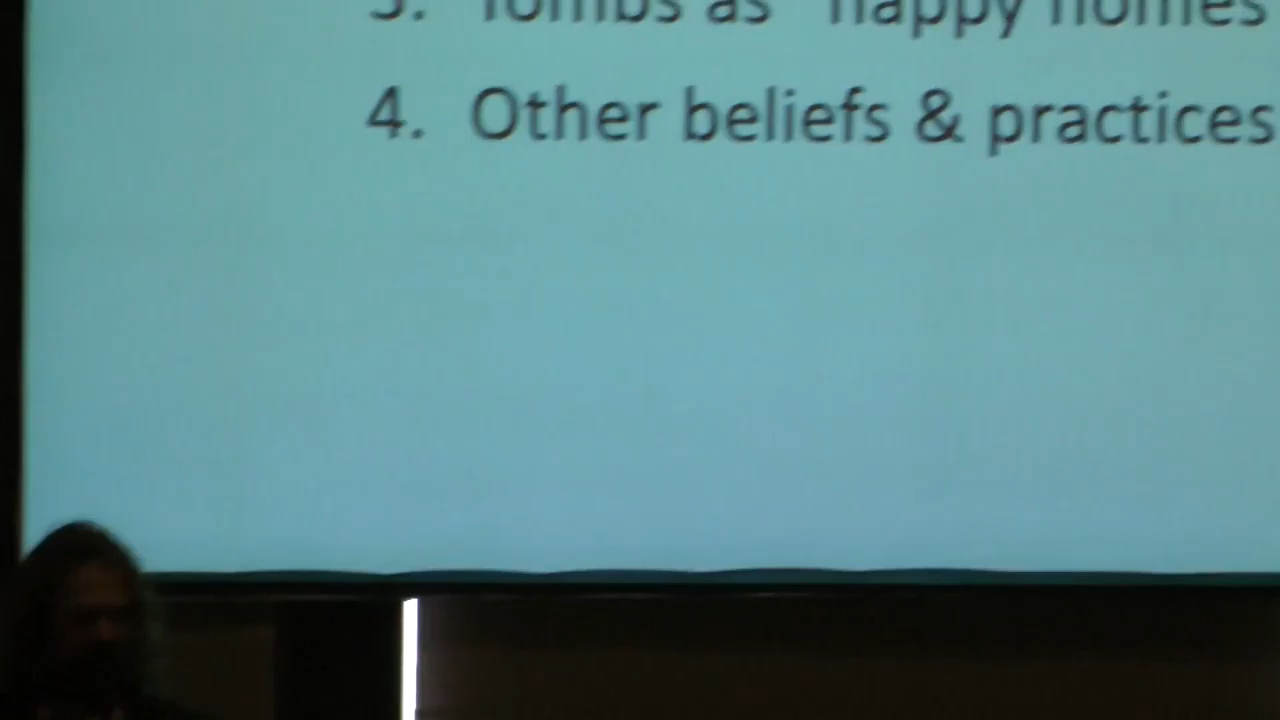 3. Tombs as "happy homes
4. Other beliefs & practices